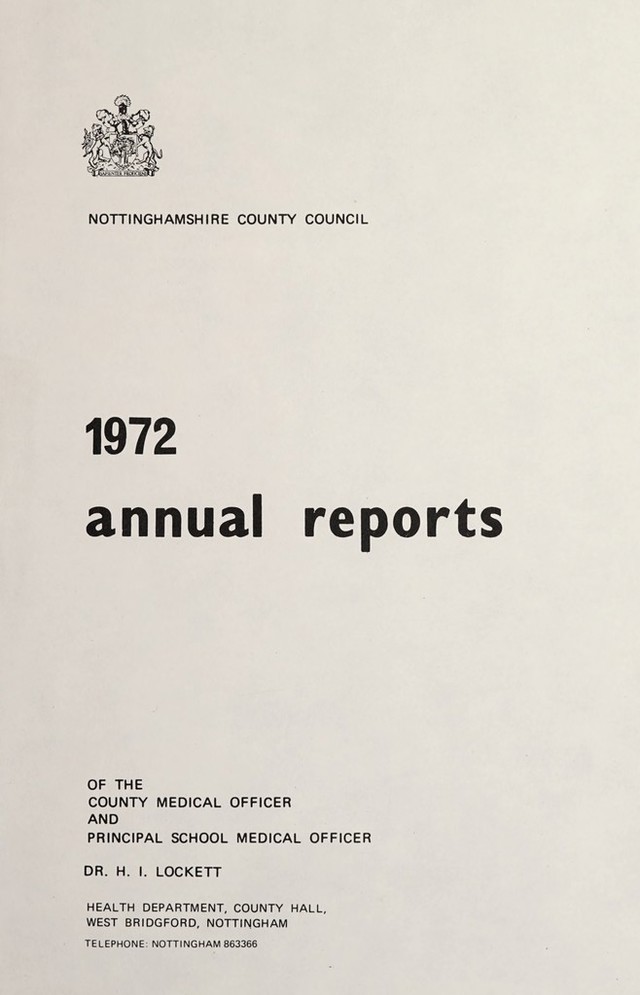 NOTTINGHAMSHIRE COUNTY COUNCIL
1972
annual reports
OF THE
COUNTY MEDICAL OFFICER
AND
PRINCIPAL SCHOOL MEDICAL OFFICER
DR. H. I. LOCKETT
HEALTH DEPARTMENT, COUNTY HALL,
WEST BRIDGFORD, NOTTINGHAM
TELEPHONE: NOTTINGHAM 863366